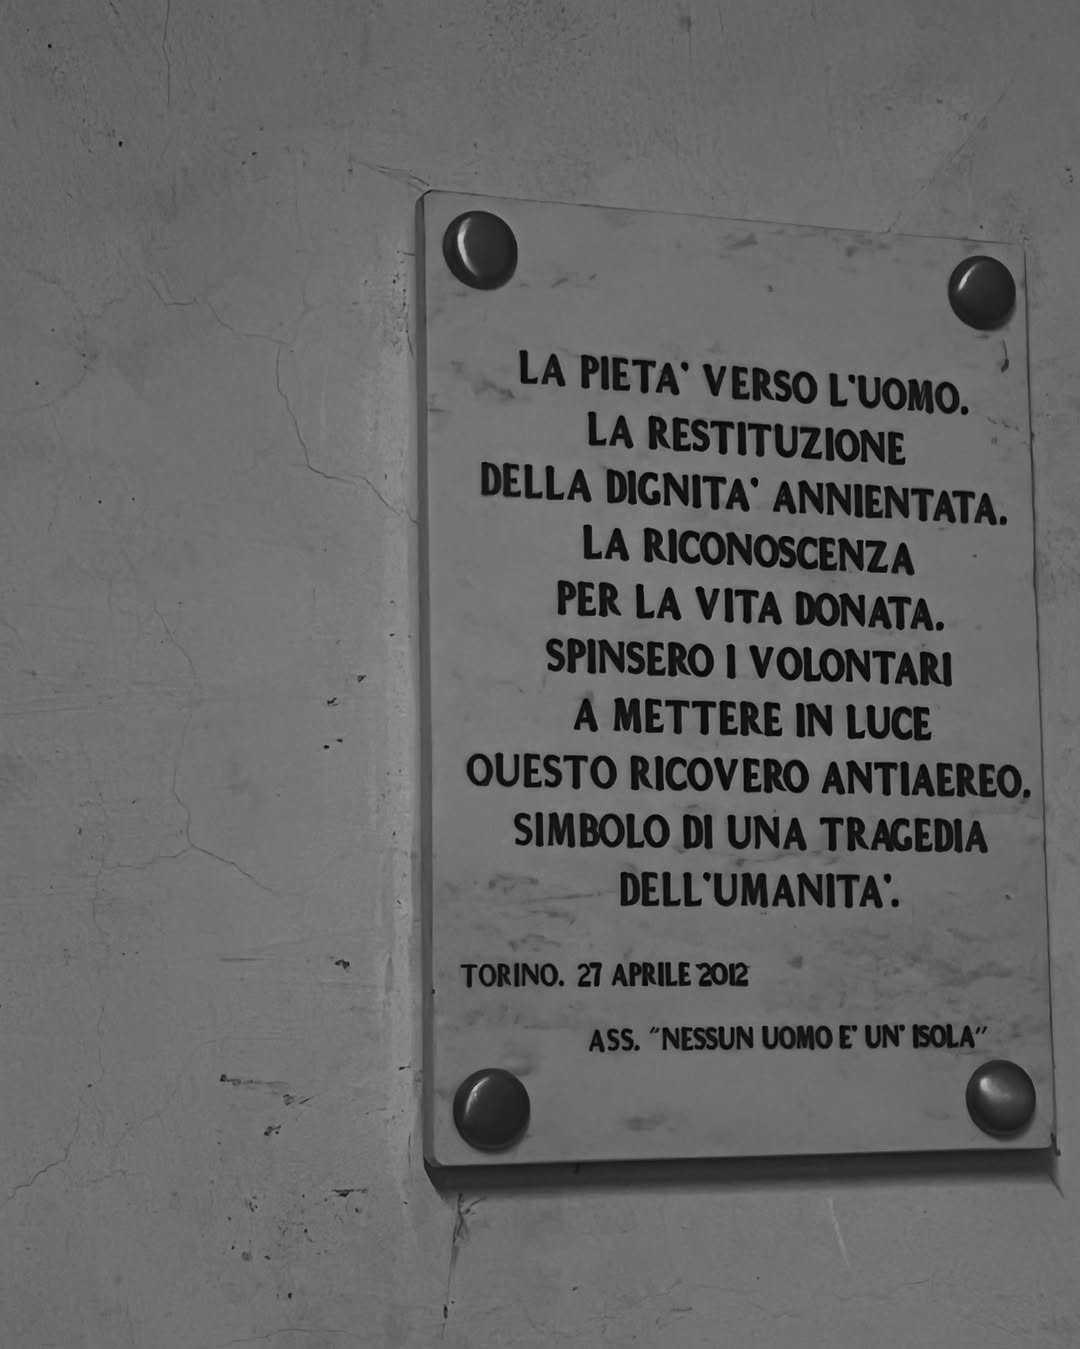 LA PIETA' VERSO L'UOMO.
LA RESTITUZIONE
DELLA DIGNITA' ANNIENTATA.
LA RICONOSCENZA
PER LA VITA DONATA.
SPINSERO I VOLONTARI
A METTERE IN LUCE
QUESTO RICOVERO ANTIAEREO.
SIMBOLO DI UNA TRAGEDIA
DELL'UMANITA'.
TORINO. 27 APRILE 2012
ASS. "NESSUN UOMO E' UN' ISOLA"